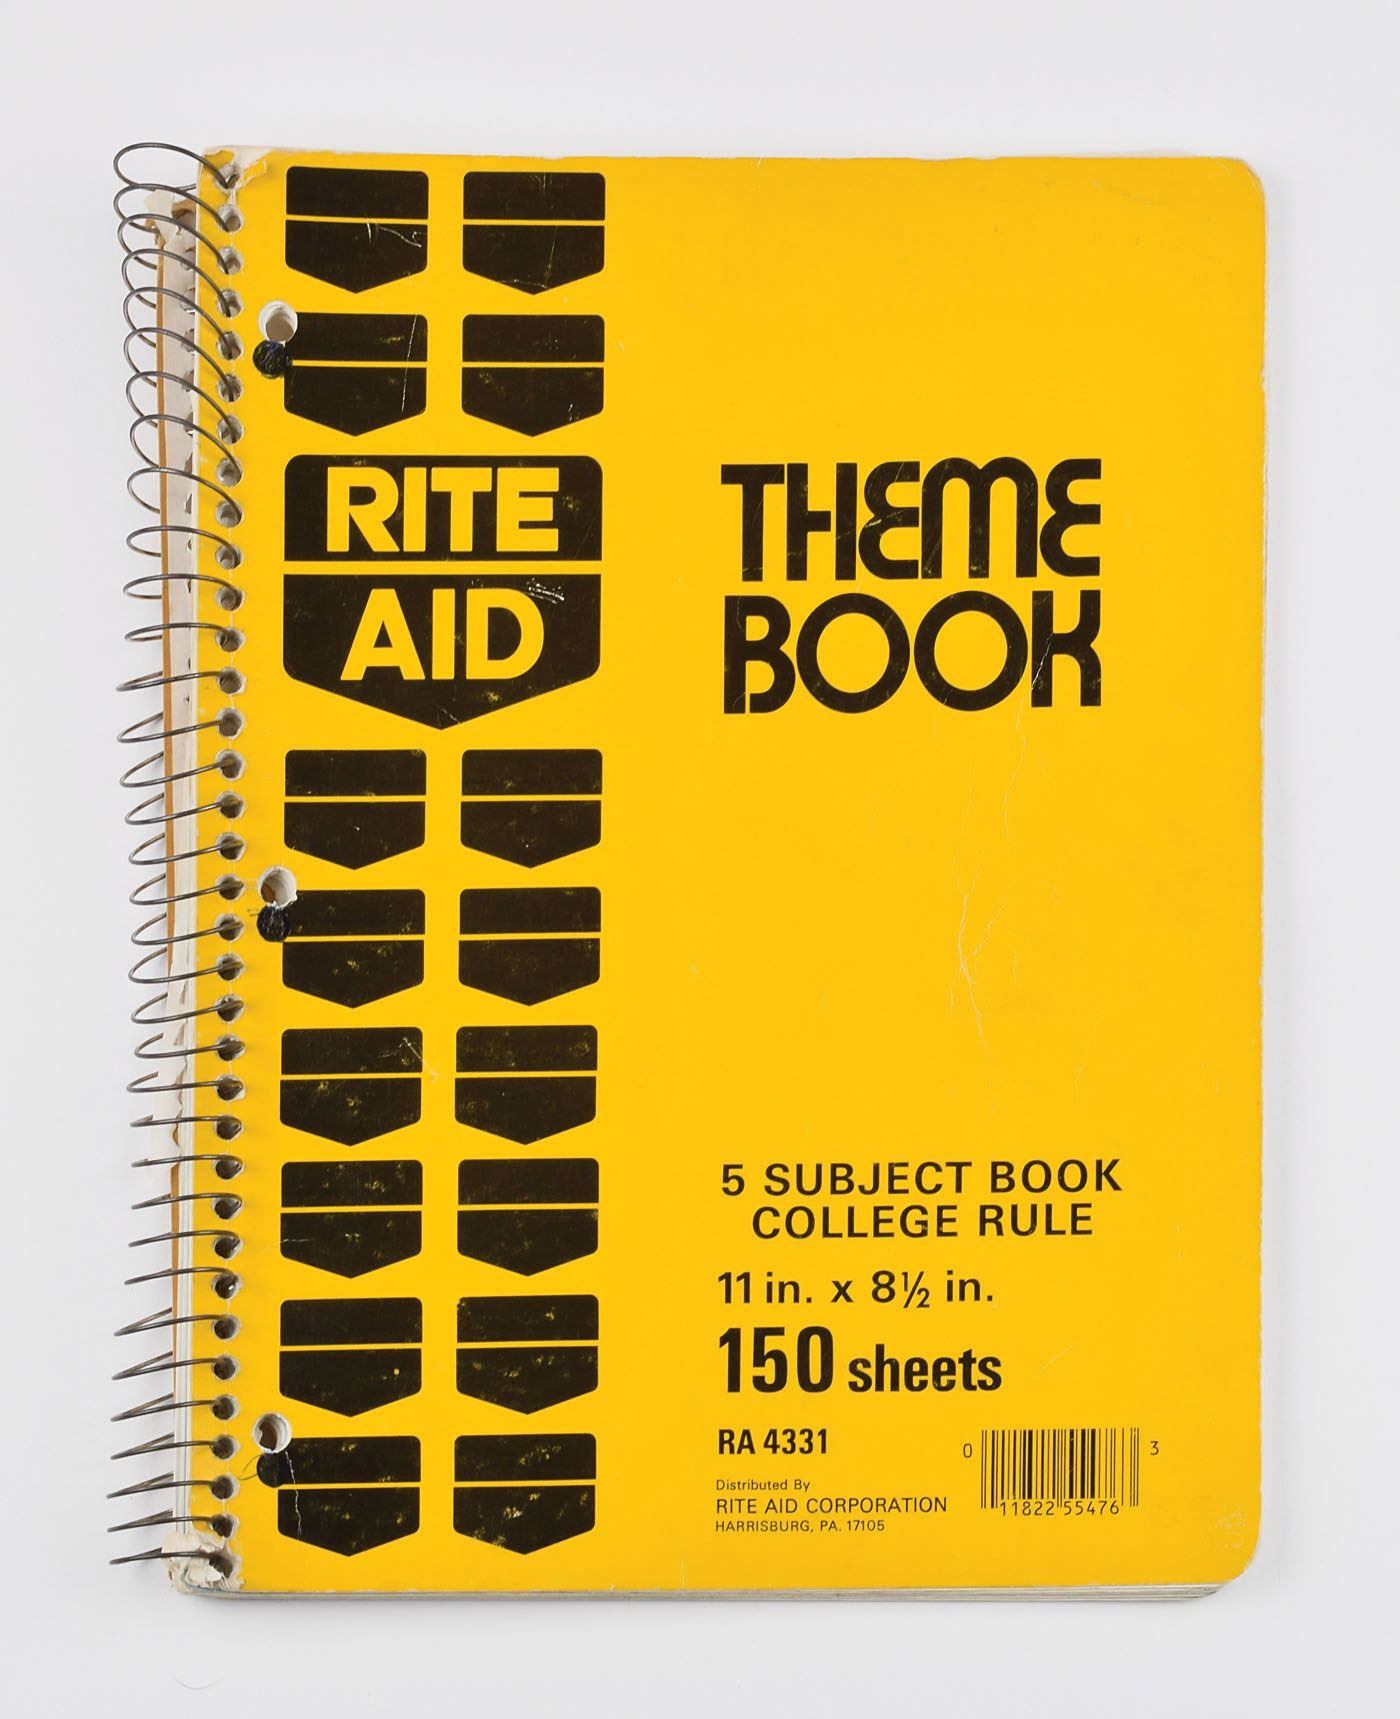 RITE
AID
THEME
BOOK
5 SUBJECT BOOK
COLLEGE RULE
11 in. x 8½ in.
150 sheets
RA 4331
Distributed By
RITE AID CORPORATION
HARRISBURG, PA. 17105
0 11822 55476 3